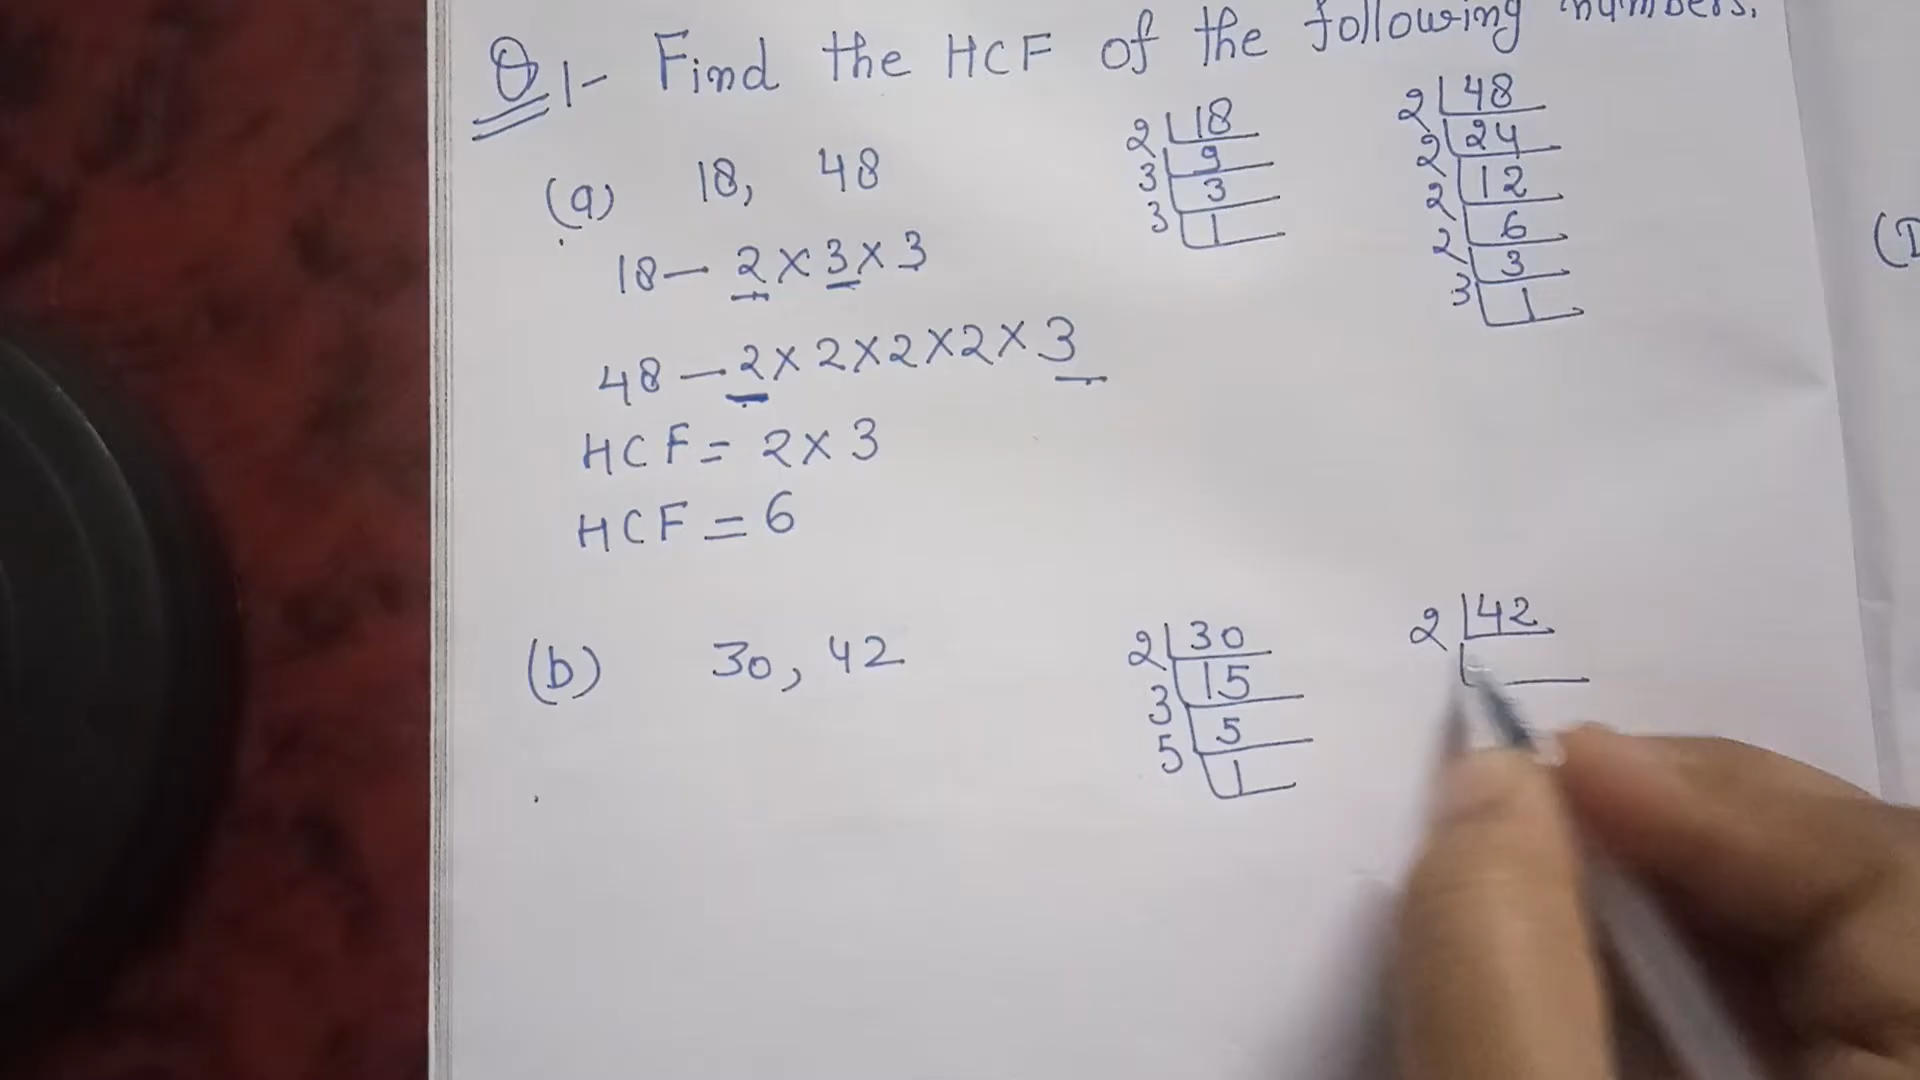 Q1- Find the HCF of the following numbers.
(a) 18, 48
18 — 2 × 3 × 3
48 — 2 × 2 × 2 × 2 × 3
HCF = 2 × 3
HCF = 6
2 | 18
3 | 9
3 | 3
1
2 | 48
2 | 24
2 | 12
2 | 6
3 | 3
1
(b) 30, 42
2 | 30
3 | 15
5 | 5
1
2 | 42